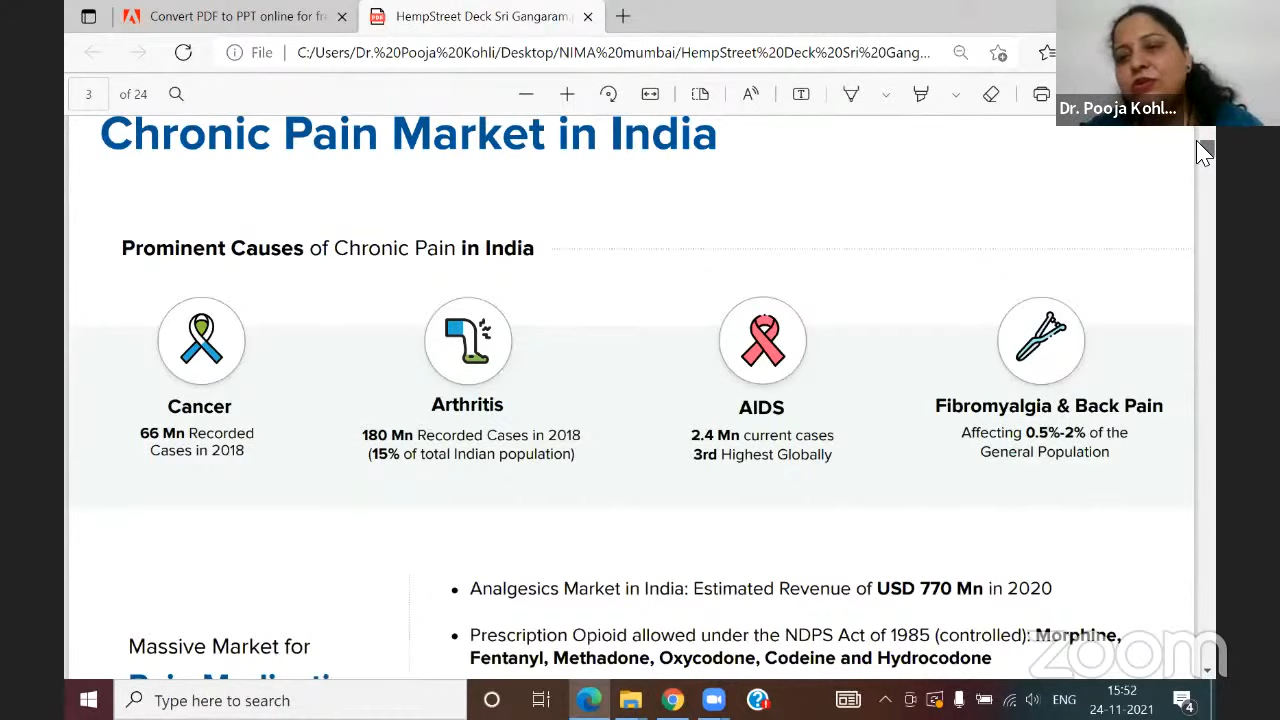 Convert PDF to PPT online for fr
HempStreet Deck Sri Gangaram.
File
C:/Users/Dr.%20Pooja%20Kohli/Desktop/NIMA%20mumbai/HempStreet%20Deck%20Sri%20Gang...
3 of 24
Dr. Pooja Kohl...
Chronic Pain Market in India
Prominent Causes of Chronic Pain in India
Cancer
66 Mn Recorded
Cases in 2018
Arthritis
180 Mn Recorded Cases in 2018
(15% of total Indian population)
AIDS
2.4 Mn current cases
3rd Highest Globally
Fibromyalgia & Back Pain
Affecting 0.5%-2% of the
General Population
Massive Market for
• Analgesics Market in India: Estimated Revenue of USD 770 Mn in 2020
• Prescription Opioid allowed under the NDPS Act of 1985 (controlled): Morphine,
Fentanyl, Methadone, Oxycodone, Codeine and Hydrocodone
zoom
Type here to search
ENG
15:52
24-11-2021
4